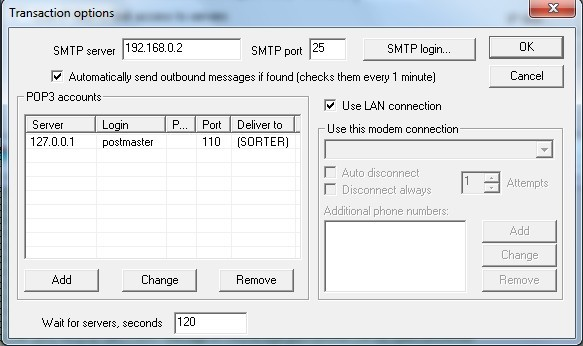 Transaction options
SMTP server 192.168.0.2 SMTP port 25 SMTP login... OK
Automatically send outbound messages if found (checks them every 1 minute) Cancel
POP3 accounts Use LAN connection
Server Login P... Port Deliver to
127.0.0.1 postmaster 110 (SORTER)
Use this modem connection
Auto disconnect
Disconnect always 1 Attempts
Additional phone numbers:
Add
Change
Remove
Add Change Remove
Wait for servers, seconds 120